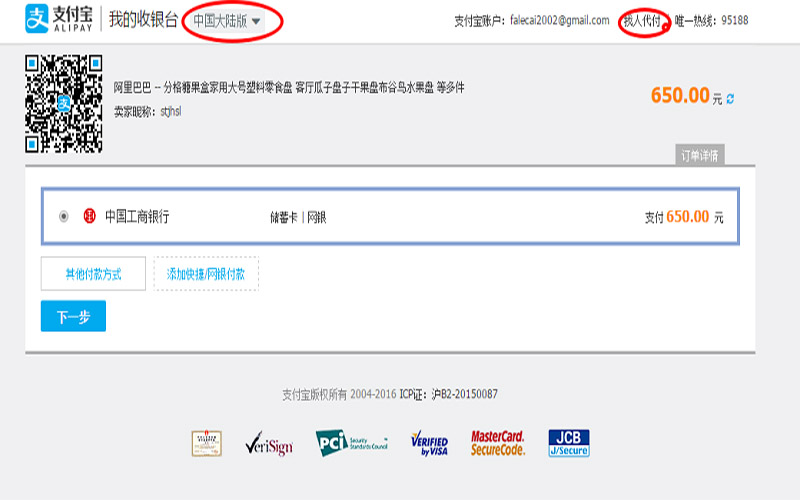 支付宝 ALIPAY 我的收银台 中国大陆版 支付宝账户：falecai2002@gmail.com 找人代付 唯一热线：95188
阿里巴巴 -- 分格糖果盒家用大号塑料零食盘 客厅瓜子盘子干果盘布谷鸟水果盘 等多件
650.00 元
卖家昵称：stjhsl
订单详情
中国工商银行 储蓄卡 | 网银 支付 650.00 元
其他付款方式 添加快捷/网银付款
下一步
支付宝版权所有 2004-2016 ICP证：沪B2-20150087
VeriSign PCI Security Standards Council VERIFIED by VISA MasterCard. SecureCode. JCB J/Secure